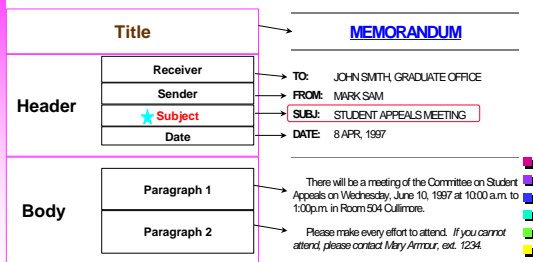 Title
MEMORANDUM
Header
Receiver
Sender
Subject
Date
TO: JOHN SMITH, GRADUATE OFFICE
FROM: MARK SAM
SUBJ: STUDENT APPEALS MEETING
DATE: 8 APR, 1997
Body
Paragraph 1
Paragraph 2
There will be a meeting of the Committee on Student
Appeals on Wednesday, June 10, 1997 at 10:00 a.m. to
1:00p.m. in Room 504 Cullimore.
Please make every effort to attend. If you cannot
attend, please contact Mary Armour, ext. 1234.